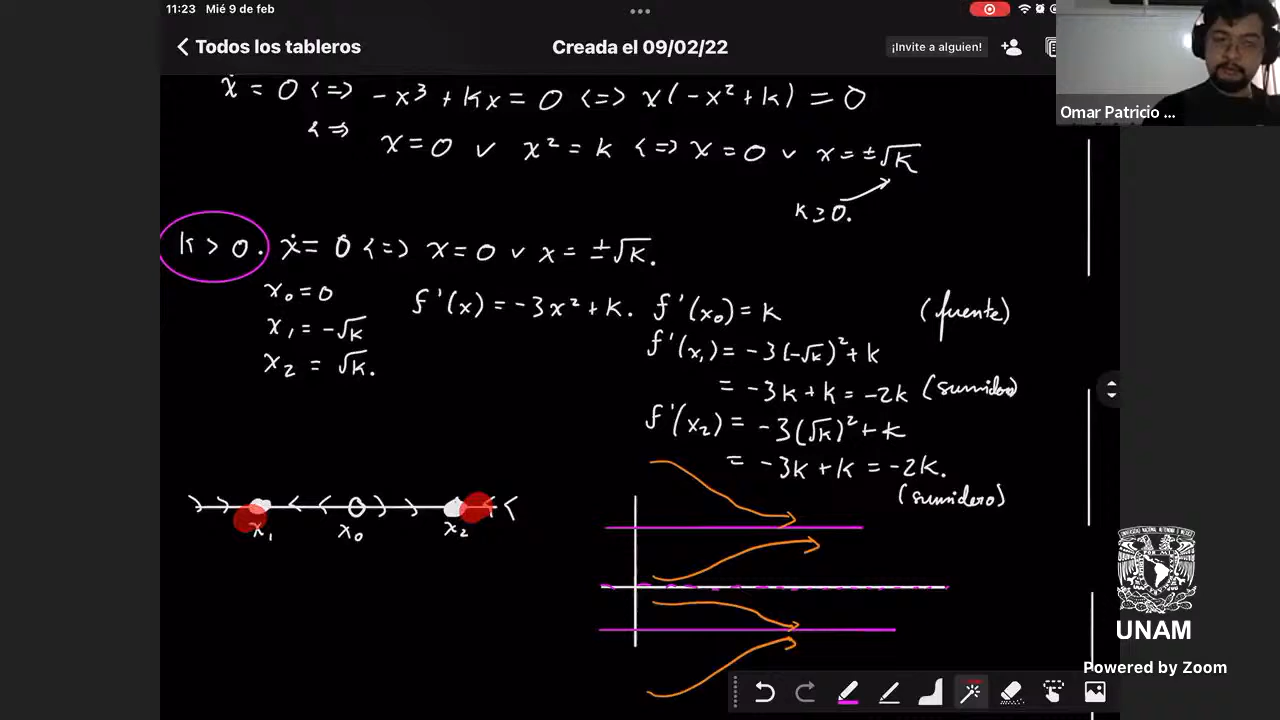 11:23 Mié 9 de feb
Todos los tableros
Creada el 09/02/22
¡Invite a alguien!
Omar Patricio ...
ẋ = 0 <=> -x³ + kx = 0 <=> x(-x² + k) = 0
<=> x = 0 v x² = k <=> x = 0 v x = ±√k
k ≥ 0.
k > 0. ẋ = 0 <=> x = 0 v x = ±√k.
x₀ = 0
x₁ = -√k
x₂ = √k.
f'(x) = -3x² + k. f'(x₀) = k (fuente)
f'(x₁) = -3(-√k)² + k
= -3k + k = -2k (sumidero)
f'(x₂) = -3(√k)² + k
= -3k + k = -2k.
(sumidero)
x₁ x₀ x₂
UNAM
Powered by Zoom